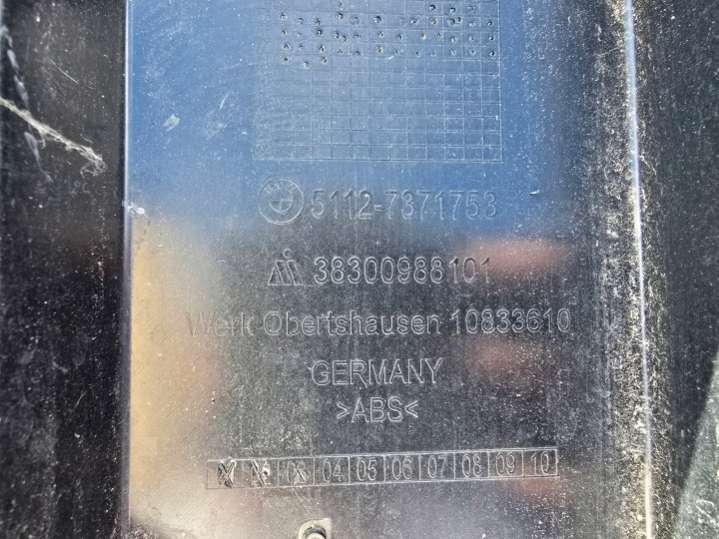 5112-7371753
38300988101
Werk Obertshausen 10833610
GERMANY
>ABS<
04 05 06 07 08 09 10